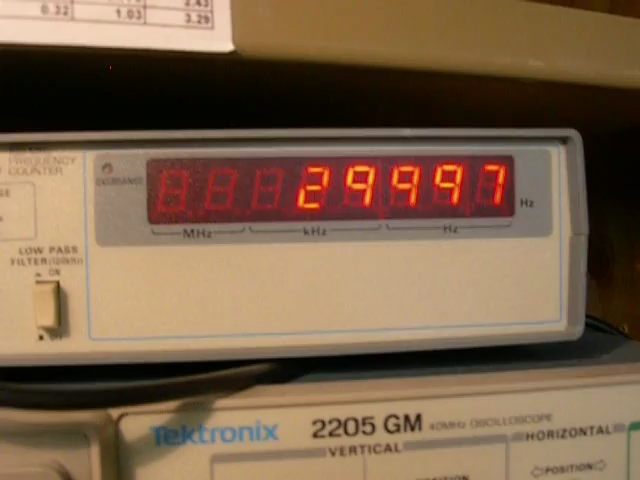 2.43
0.32 1.03 3.29
FREQUENCY
COUNTER
29997
Hz
MHz kHz Hz
LOW PASS
FILTER(100kHz)
ON
Tektronix 2205 GM 40MHz OSCILLOSCOPE
VERTICAL HORIZONTAL
POSITION POSITION